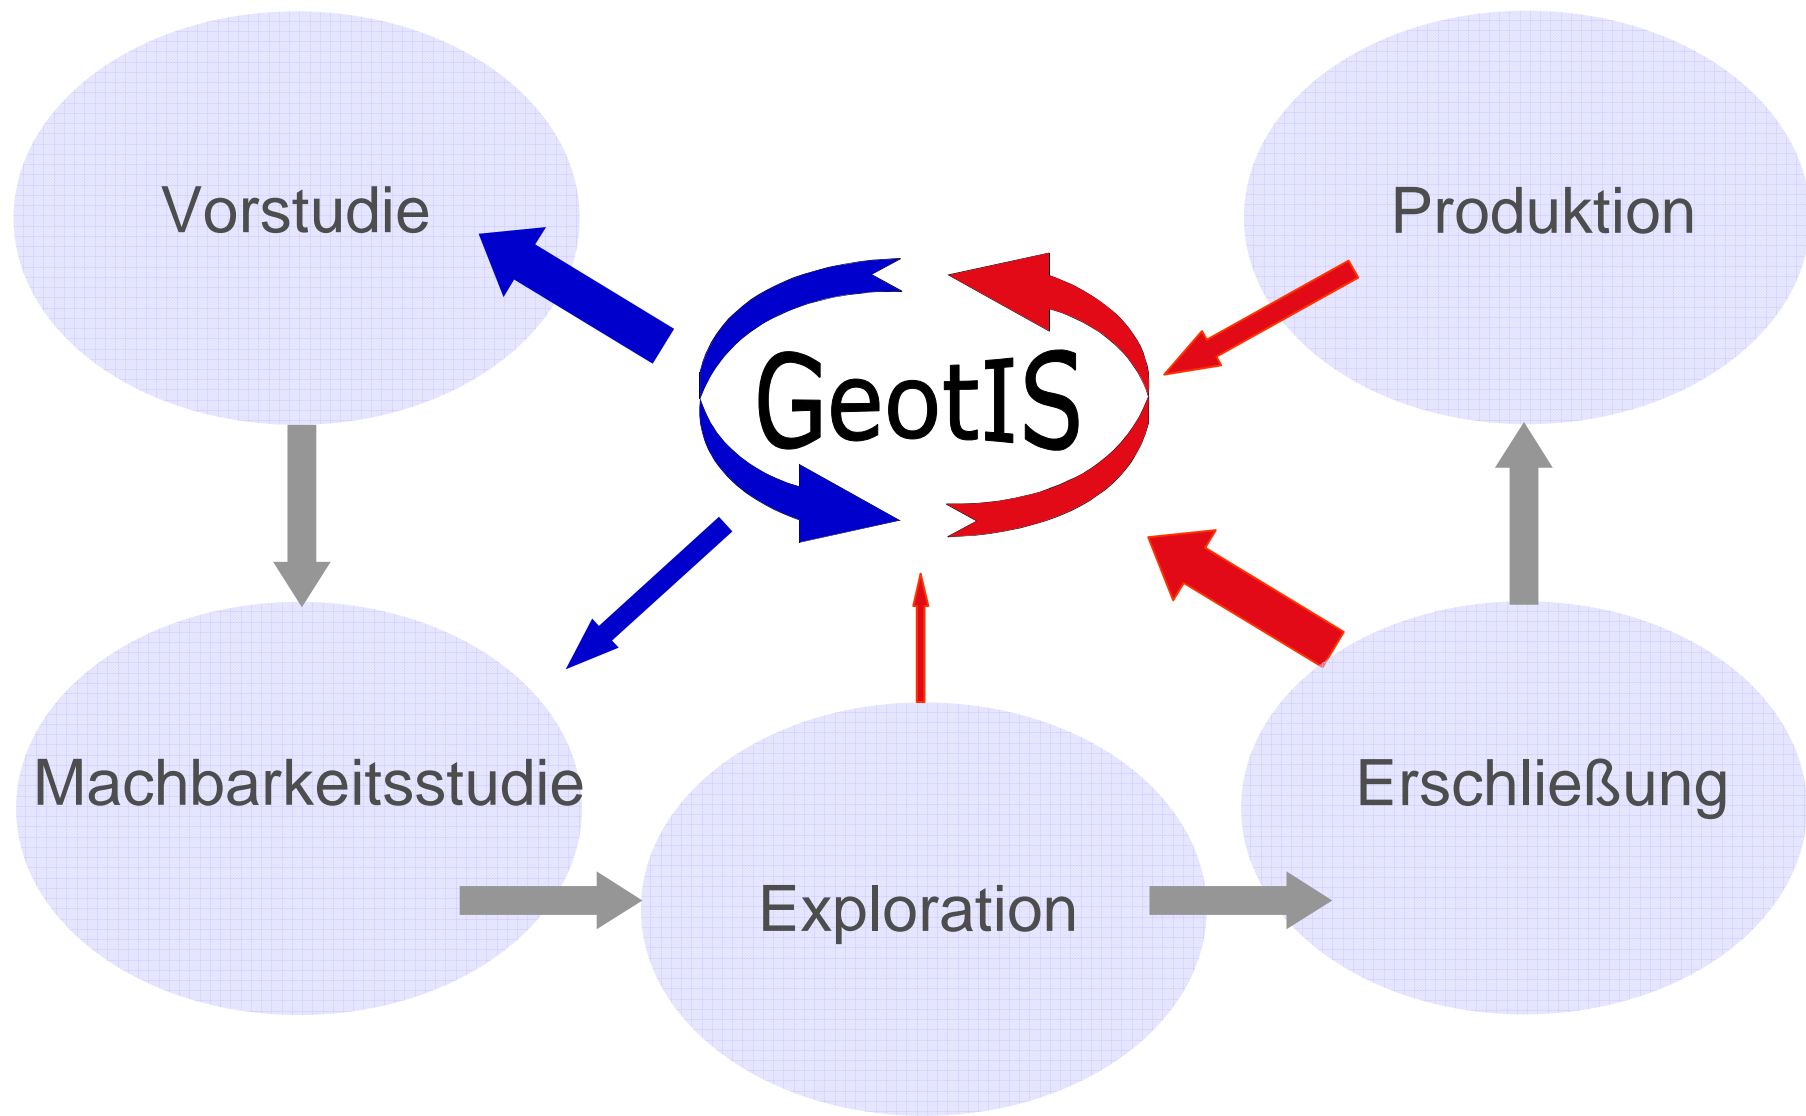 Vorstudie
Produktion
GeotIS
Machbarkeitsstudie
Erschließung
Exploration